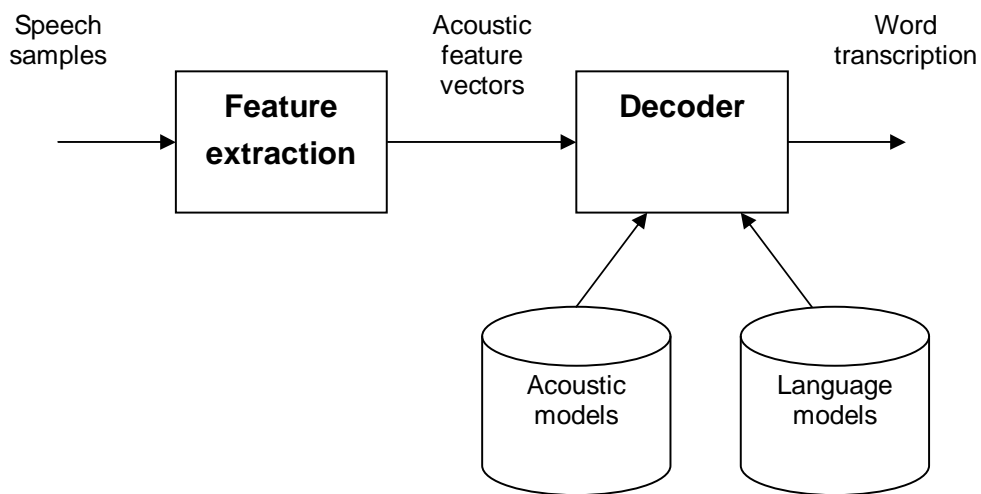 Speech
samples
Acoustic
feature
vectors
Word
transcription
Feature
extraction
Decoder
Acoustic
models
Language
models